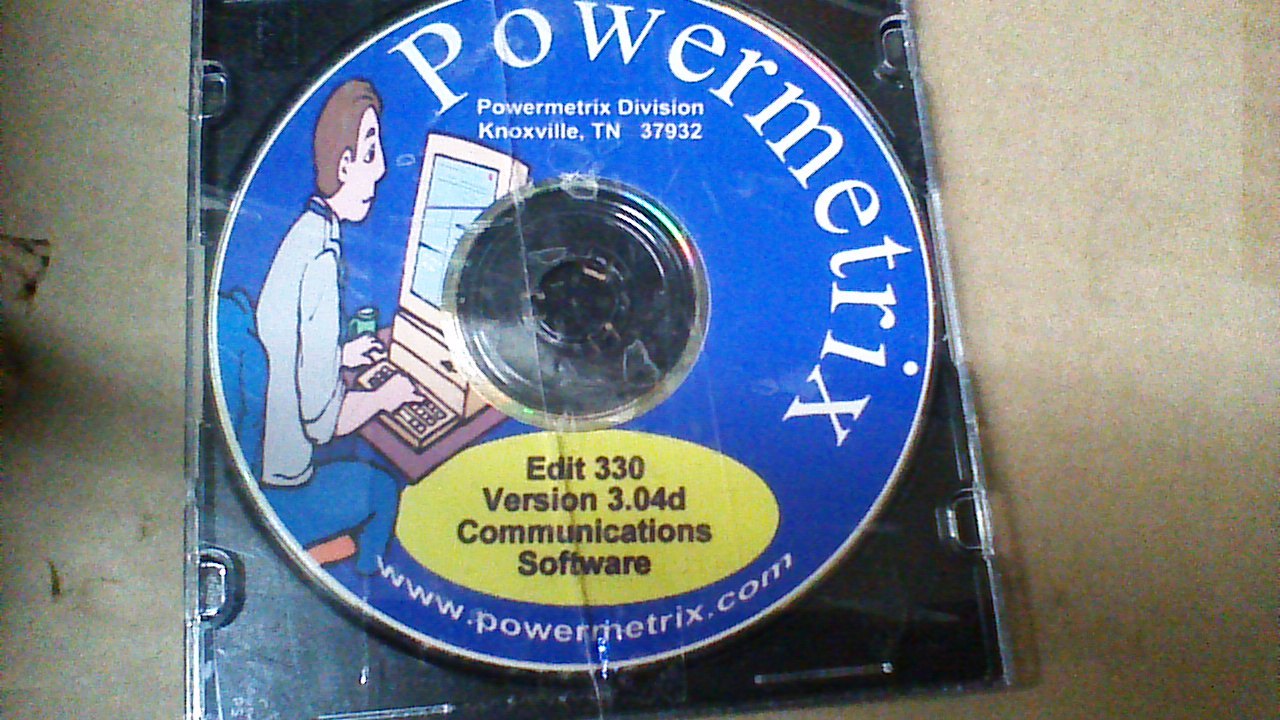 Powermetrix
Powermetrix Division
Knoxville, TN 37932
Edit 330
Version 3.04d
Communications
Software
www.powermetrix.com